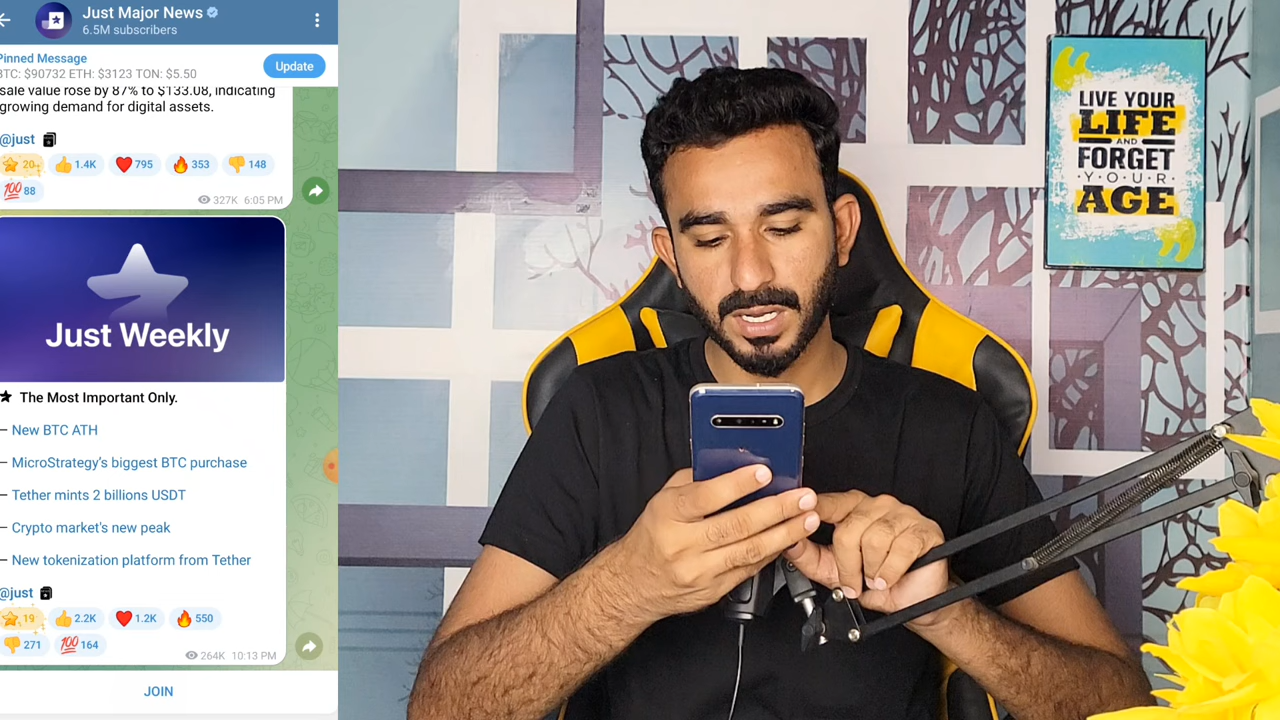 Just Major News
6.5M subscribers
Pinned Message
BTC: $90732 ETH: $3123 TON: $5.50
Update
sale value rose by 87% to $133.08, indicating
growing demand for digital assets.
@just
20
1.4K
795
353
148
100 88
327K 6:05 PM
Just Weekly
★ The Most Important Only.
– New BTC ATH
– MicroStrategy's biggest BTC purchase
– Tether mints 2 billions USDT
– Crypto market's new peak
– New tokenization platform from Tether
@just
19
2.2K
1.2K
550
271
100 164
264K 10:13 PM
JOIN
LIVE YOUR
LIFE
AND
FORGET
·Y·O·U·R·
AGE